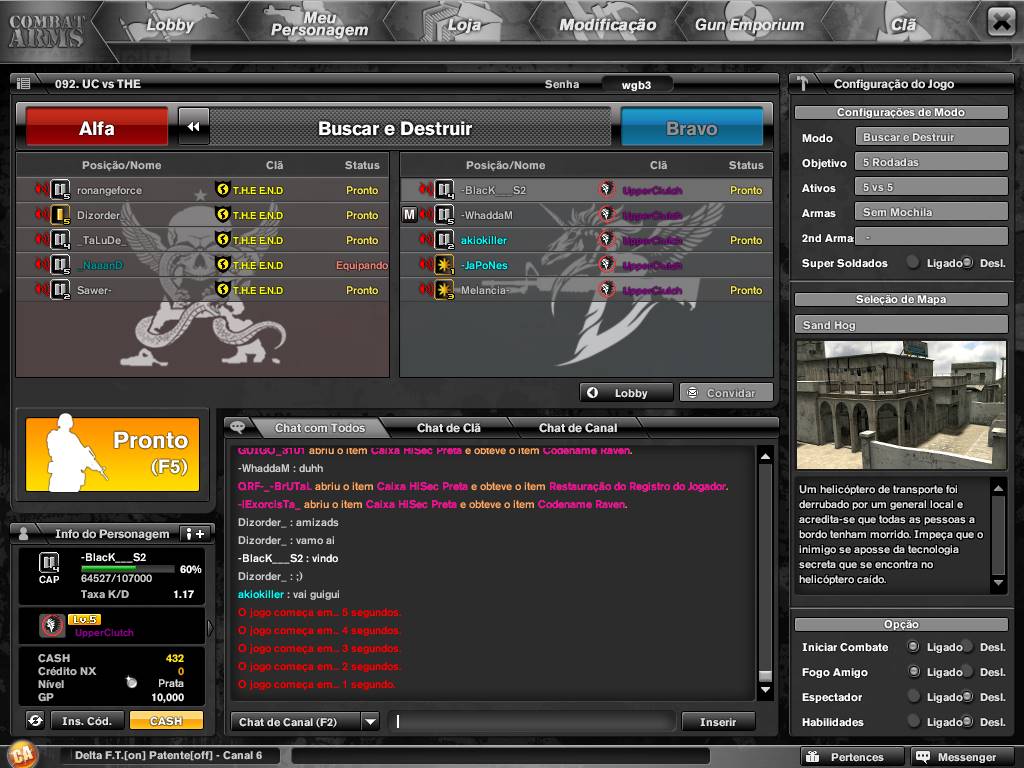 COMBAT ARMS
Lobby
Meu Personagem
Loja
Modificação
Gun Emporium
Clã
092. UC vs THE
Senha
wgb3
Alfa
Buscar e Destruir
Bravo
Posição/Nome Clã Status
ronangeforce T.H.E E.N.D Pronto
Dizorder_ T.H.E E.N.D Pronto
_TaLuDe_ T.H.E E.N.D Pronto
_NaaanD T.H.E E.N.D Equipando
Sawer- T.H.E E.N.D Pronto
Posição/Nome Clã Status
-BlacK___S2 UpperClutch Pronto
M -WhaddaM UpperClutch
akiokiller UpperClutch Pronto
-JaPoNes UpperClutch
Melancia- UpperClutch Pronto
Lobby
Convidar
Pronto
(F5)
Chat com Todos
Chat de Clã
Chat de Canal
GUIGO_3101 abriu o item Caixa HiSec Preta e obteve o item Codename Raven.
-WhaddaM : duhh
QRF-_-BrUTaL abriu o item Caixa HiSec Preta e obteve o item Restauração do Registro do Jogador.
-lExorcisTa_ abriu o item Caixa HiSec Preta e obteve o item Codename Raven.
Dizorder_ : amizads
Dizorder_ : vamo ai
-BlacK___S2 : vindo
Dizorder_ : ;)
akiokiller : vai guigui
O jogo começa em... 5 segundos.
O jogo começa em... 4 segundos.
O jogo começa em... 3 segundos.
O jogo começa em... 2 segundos.
O jogo começa em... 1 segundo.
Chat de Canal (F2)
Inserir
Info do Personagem
-BlacK___S2
CAP
64527/107000
60%
Taxa K/D 1.17
Lv.5
UpperClutch
CASH 432
Crédito NX 0
Nível Prata
GP 10,000
Ins. Cód.
CASH
Configuração do Jogo
Configurações de Modo
Modo Buscar e Destruir
Objetivo 5 Rodadas
Ativos 5 vs 5
Armas Sem Mochila
2nd Arma -
Super Soldados Ligado Desl.
Seleção de Mapa
Sand Hog
Um helicóptero de transporte foi
derrubado por um general local e
acredita-se que todas as pessoas a
bordo tenham morrido. Impeça que o
inimigo se aposse da tecnologia
secreta que se encontra no
helicóptero caído.
Opção
Iniciar Combate Ligado Desl.
Fogo Amigo Ligado Desl.
Espectador Ligado Desl.
Habilidades Ligado Desl.
CA
Delta F.T.[on] Patente[off] - Canal 6
Pertences
Messenger